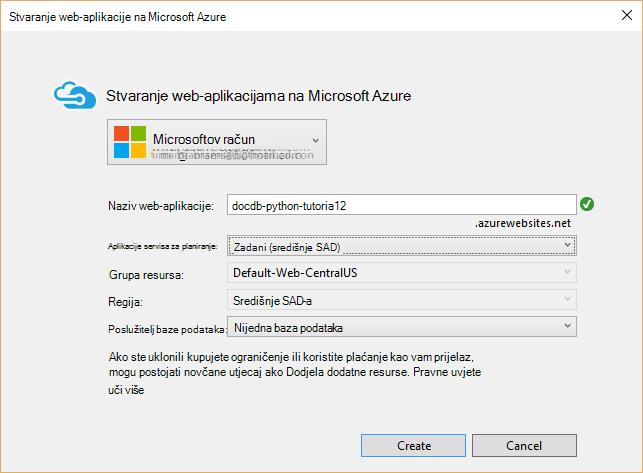 Stvaranje web-aplikacije na Microsoft Azure
Stvaranje web-aplikacijama na Microsoft Azure
Microsoftov račun
Naziv web-aplikacije: docdb-python-tutoria12
.azurewebsites.net
Aplikacije servisa za planiranje: Zadani (središnje SAD)
Grupa resursa: Default-Web-CentralUS
Regija: Središnje SAD-a
Poslužitelj baze podataka: Nijedna baza podataka
Ako ste uklonili kupujete ograničenje ili koristite plaćanje kao vam prijelaz,
mogu postojati novčane utjecaj ako Dodjela dodatne resurse. Pravne uvjete
uči više
Create Cancel